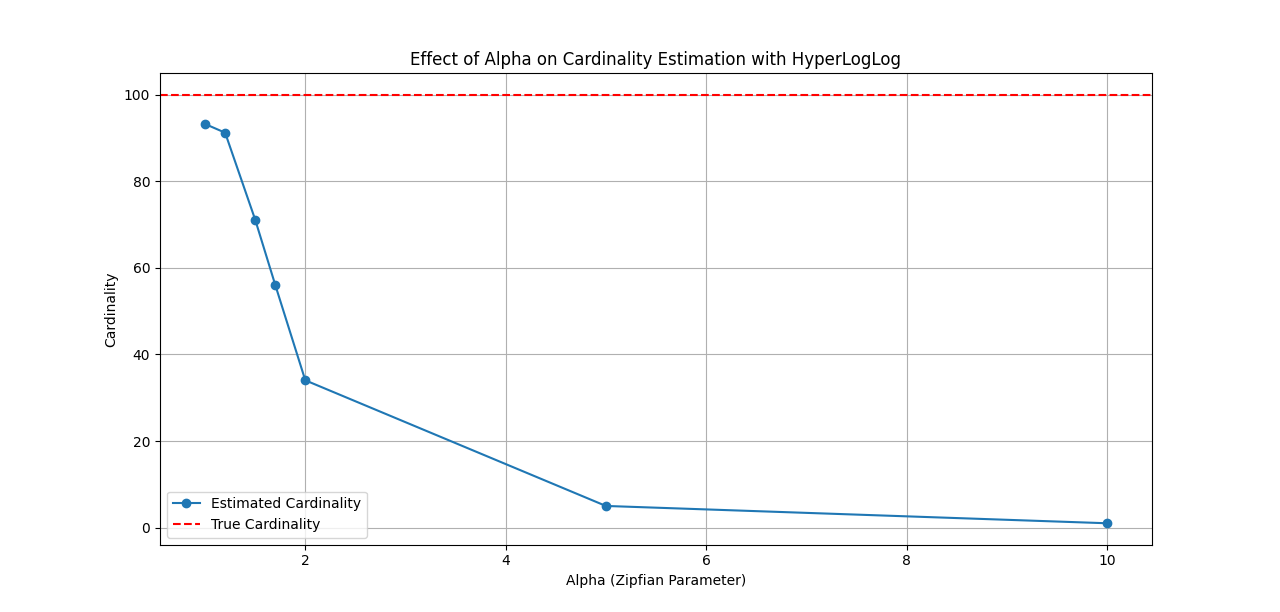 Effect of Alpha on Cardinality Estimation with HyperLogLog
100
80
60
40
20
0
Cardinality
Estimated Cardinality
True Cardinality
2 4 6 8 10
Alpha (Zipfian Parameter)